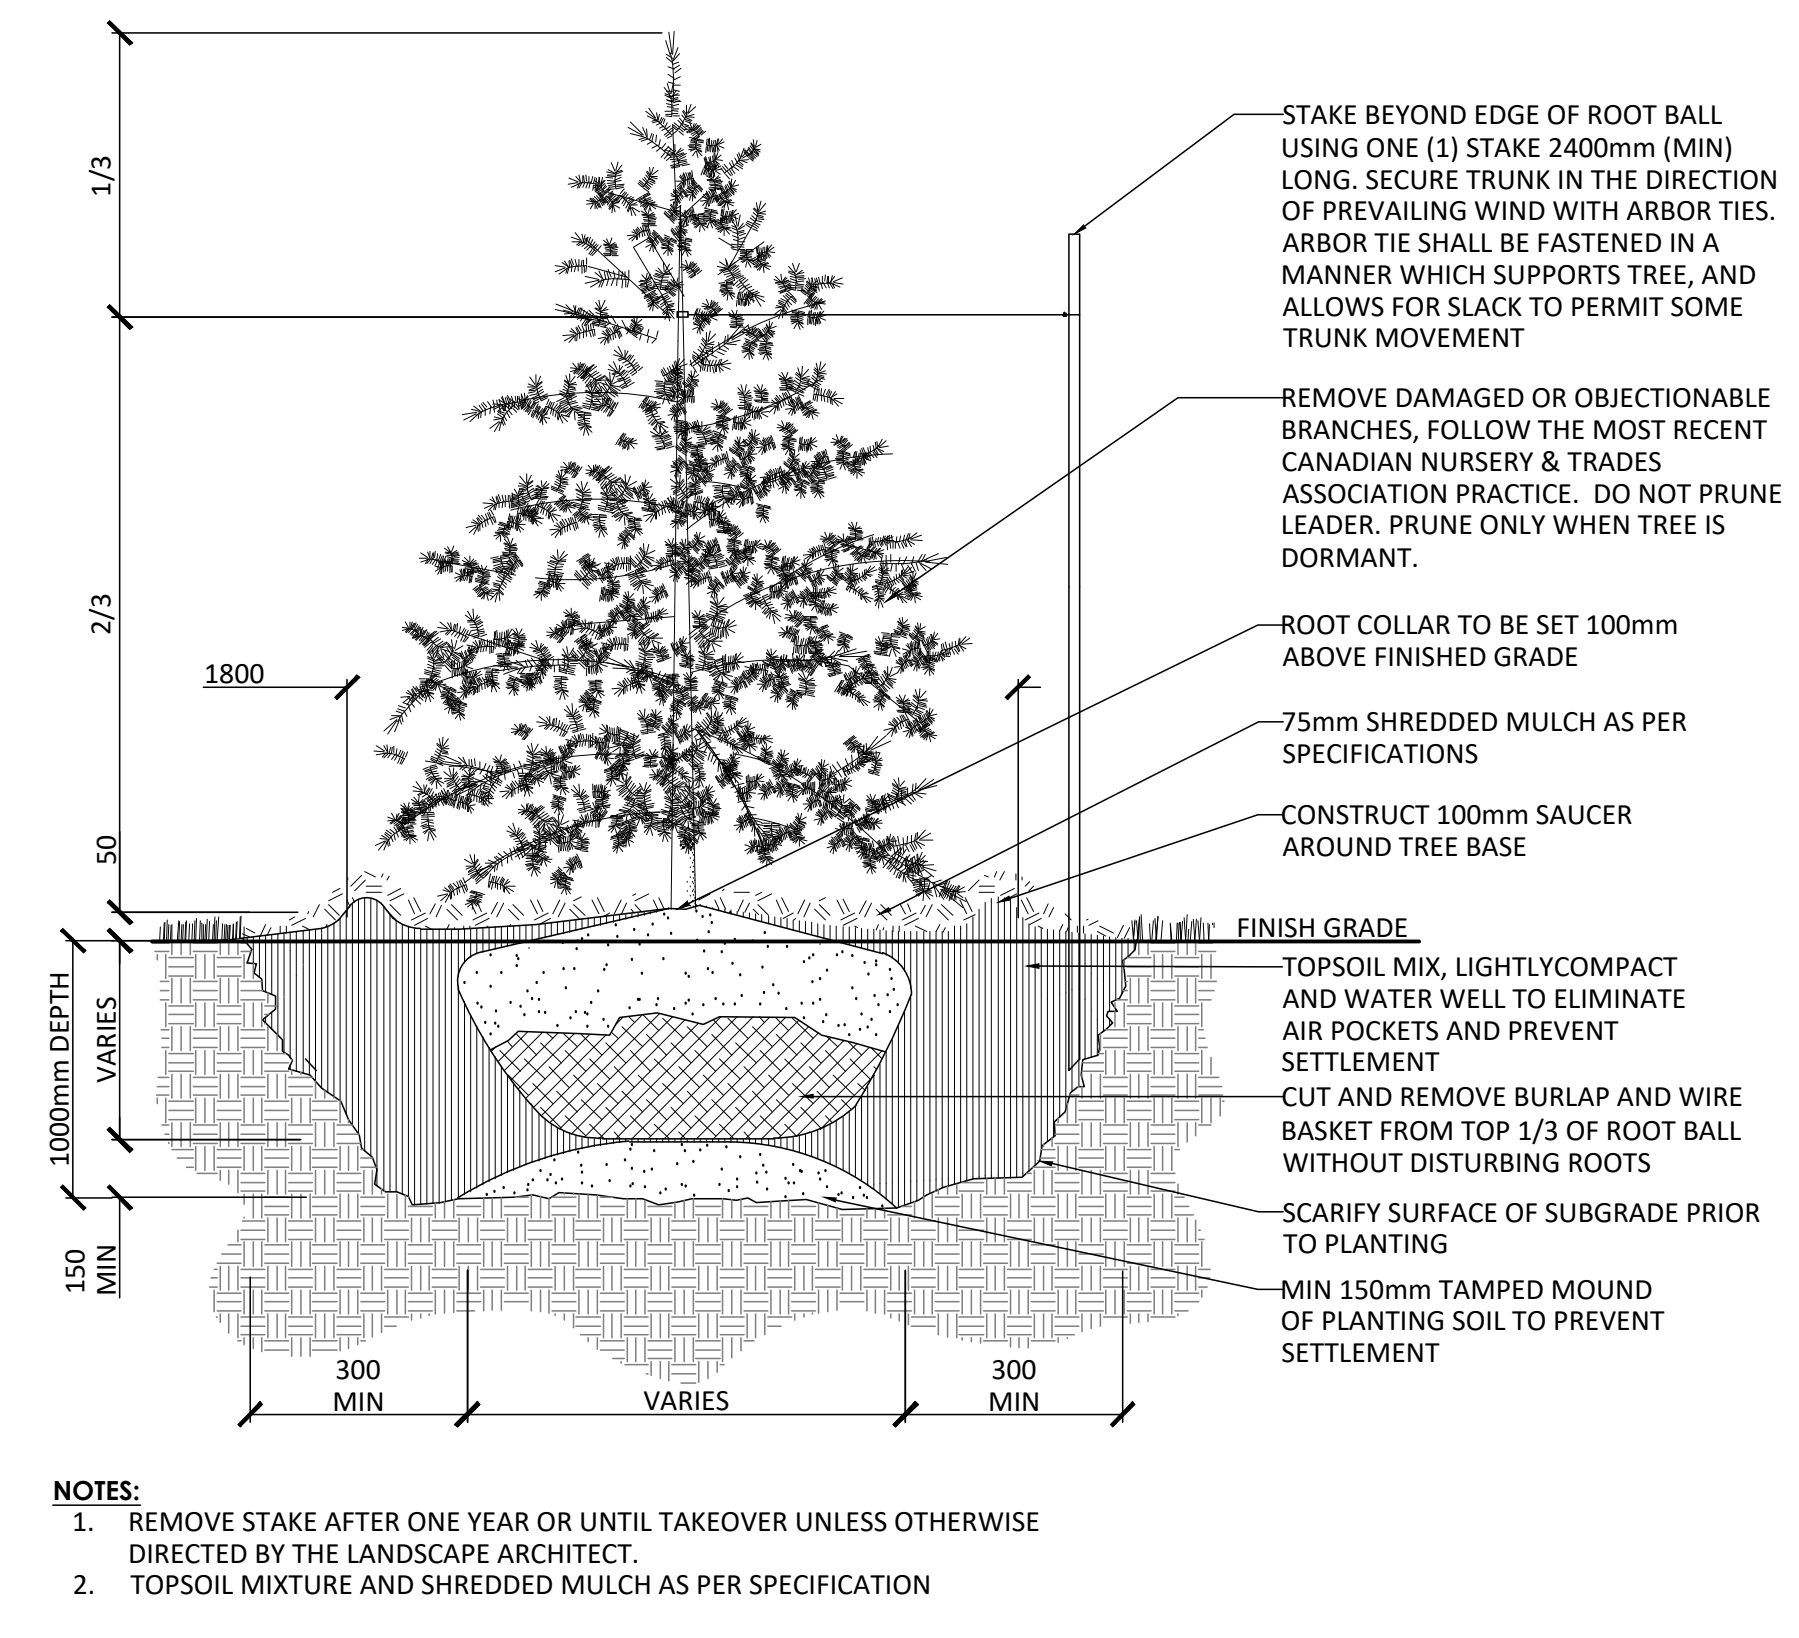 1/3
2/3
1800
50
1000mm DEPTH
VARIES
150
MIN
300
MIN
VARIES
300
MIN
STAKE BEYOND EDGE OF ROOT BALL
USING ONE (1) STAKE 2400mm (MIN)
LONG. SECURE TRUNK IN THE DIRECTION
OF PREVAILING WIND WITH ARBOR TIES.
ARBOR TIE SHALL BE FASTENED IN A
MANNER WHICH SUPPORTS TREE, AND
ALLOWS FOR SLACK TO PERMIT SOME
TRUNK MOVEMENT
REMOVE DAMAGED OR OBJECTIONABLE
BRANCHES, FOLLOW THE MOST RECENT
CANADIAN NURSERY & TRADES
ASSOCIATION PRACTICE. DO NOT PRUNE
LEADER. PRUNE ONLY WHEN TREE IS
DORMANT.
ROOT COLLAR TO BE SET 100mm
ABOVE FINISHED GRADE
75mm SHREDDED MULCH AS PER
SPECIFICATIONS
CONSTRUCT 100mm SAUCER
AROUND TREE BASE
FINISH GRADE
TOPSOIL MIX, LIGHTLYCOMPACT
AND WATER WELL TO ELIMINATE
AIR POCKETS AND PREVENT
SETTLEMENT
CUT AND REMOVE BURLAP AND WIRE
BASKET FROM TOP 1/3 OF ROOT BALL
WITHOUT DISTURBING ROOTS
SCARIFY SURFACE OF SUBGRADE PRIOR
TO PLANTING
MIN 150mm TAMPED MOUND
OF PLANTING SOIL TO PREVENT
SETTLEMENT
NOTES:
1. REMOVE STAKE AFTER ONE YEAR OR UNTIL TAKEOVER UNLESS OTHERWISE
DIRECTED BY THE LANDSCAPE ARCHITECT.
2. TOPSOIL MIXTURE AND SHREDDED MULCH AS PER SPECIFICATION